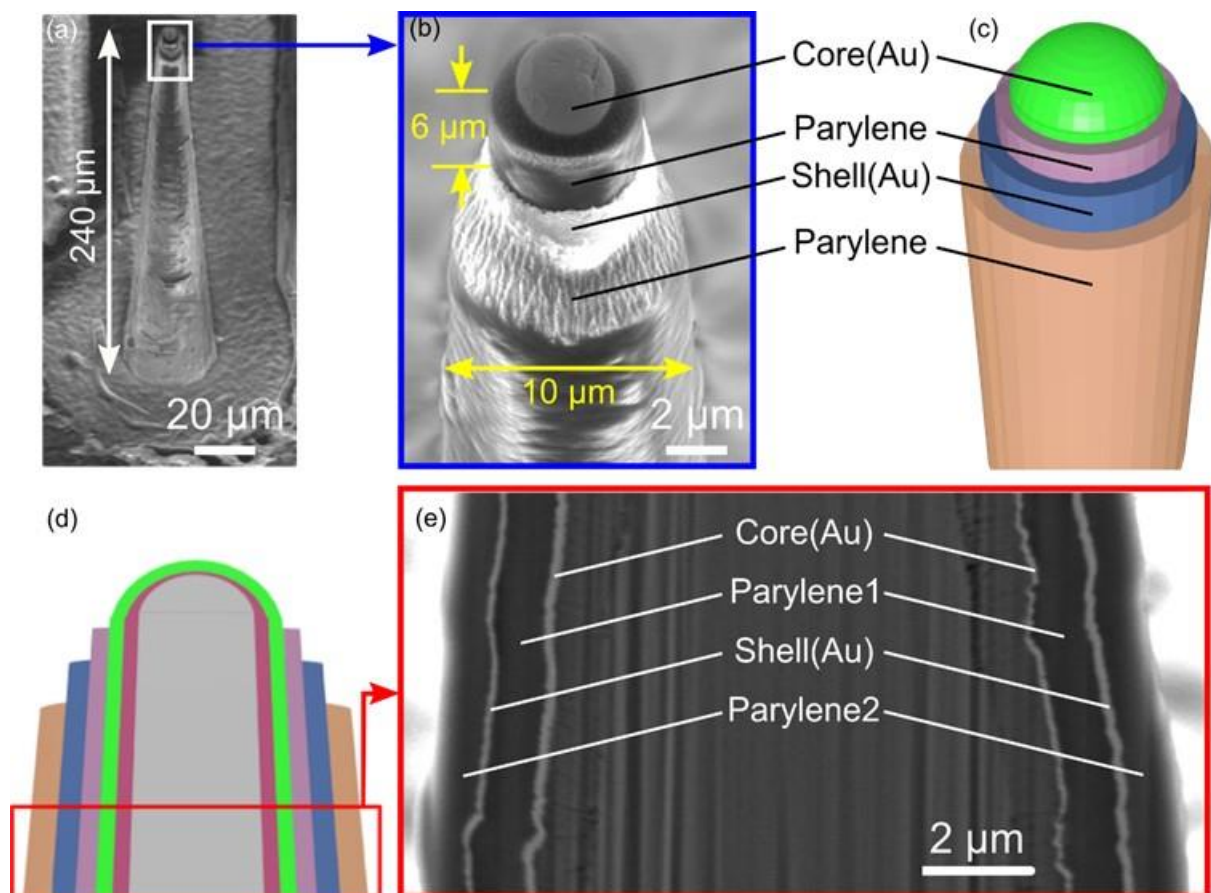 (a)
240 μm
20 μm
(b)
6 μm
10 μm
2 μm
Core(Au)
Parylene
Shell(Au)
Parylene
(c)
(d)
(e)
Core(Au)
Parylene1
Shell(Au)
Parylene2
2 μm